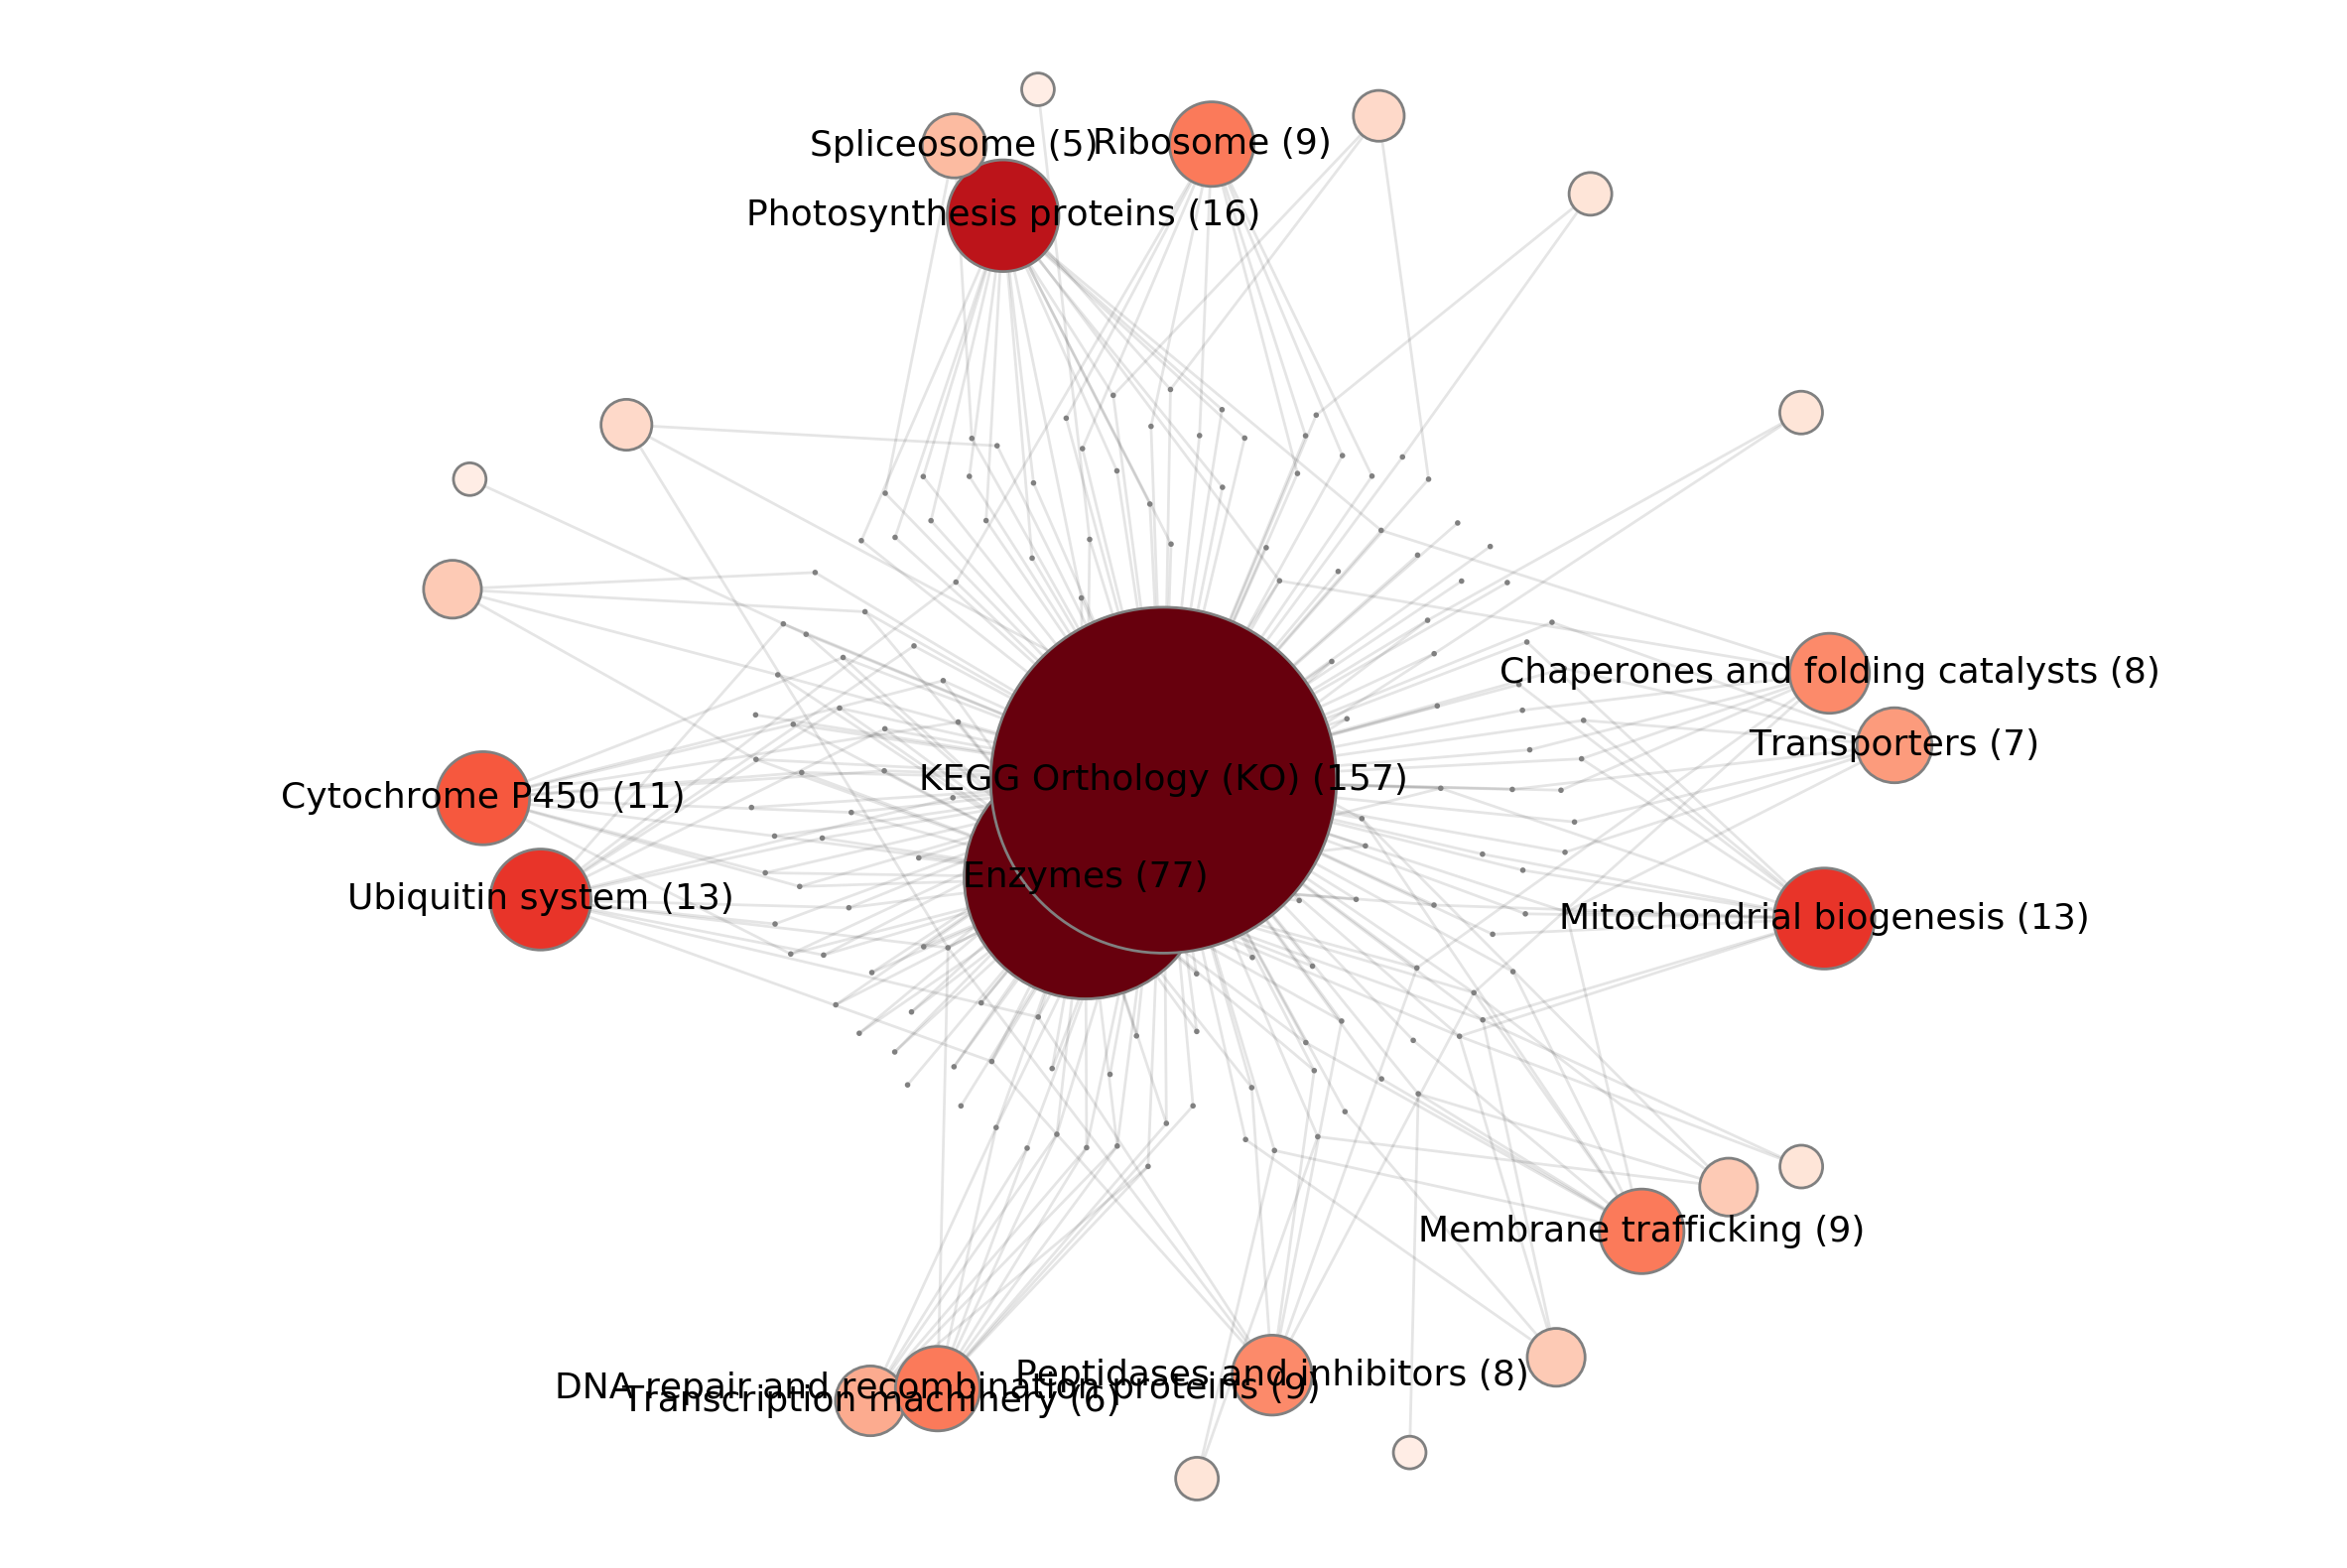 Spliceosome (5)
Ribosome (9)
Photosynthesis proteins (16)
Chaperones and folding catalysts (8)
Transporters (7)
KEGG Orthology (KO) (157)
Cytochrome P450 (11)
Enzymes (77)
Ubiquitin system (13)
Mitochondrial biogenesis (13)
Membrane trafficking (9)
Peptidases and inhibitors (8)
DNA repair and recombination proteins (9)
Transcription machinery (6)